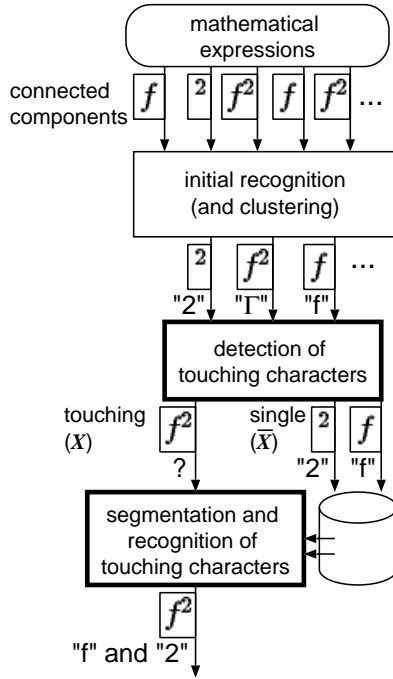 mathematical
expressions
connected
components
f 2 f² f f² ...
initial recognition
(and clustering)
2 f² f ...
"2" "Γ" "f"
detection of
touching characters
touching
(X)
f²
?
single
(X̅)
2 f
"2" "f"
segmentation and
recognition of
touching characters
f²
"f" and "2"